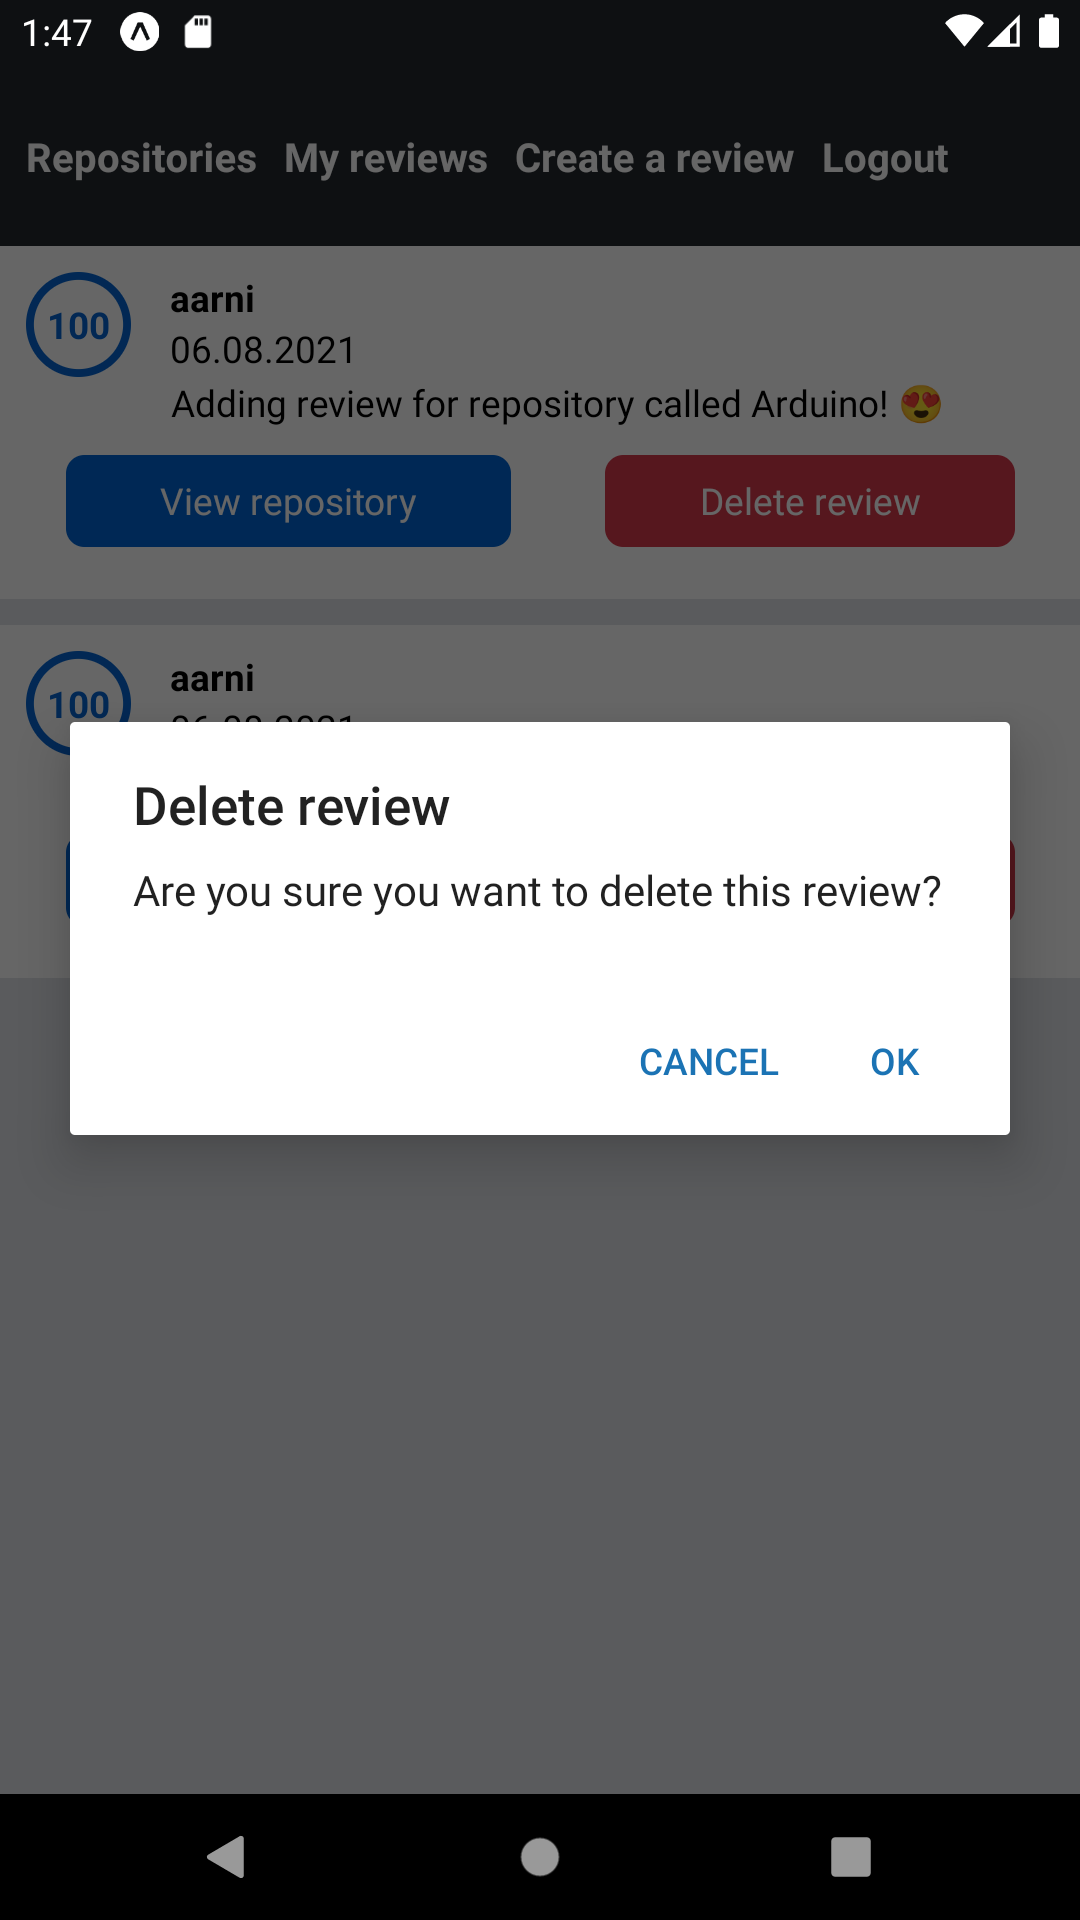 1:47
Repositories My reviews Create a review Logout
100
aarni
06.08.2021
Adding review for repository called Arduino! 😍
View repository Delete review
100
aarni
Delete review
Are you sure you want to delete this review?
CANCEL OK